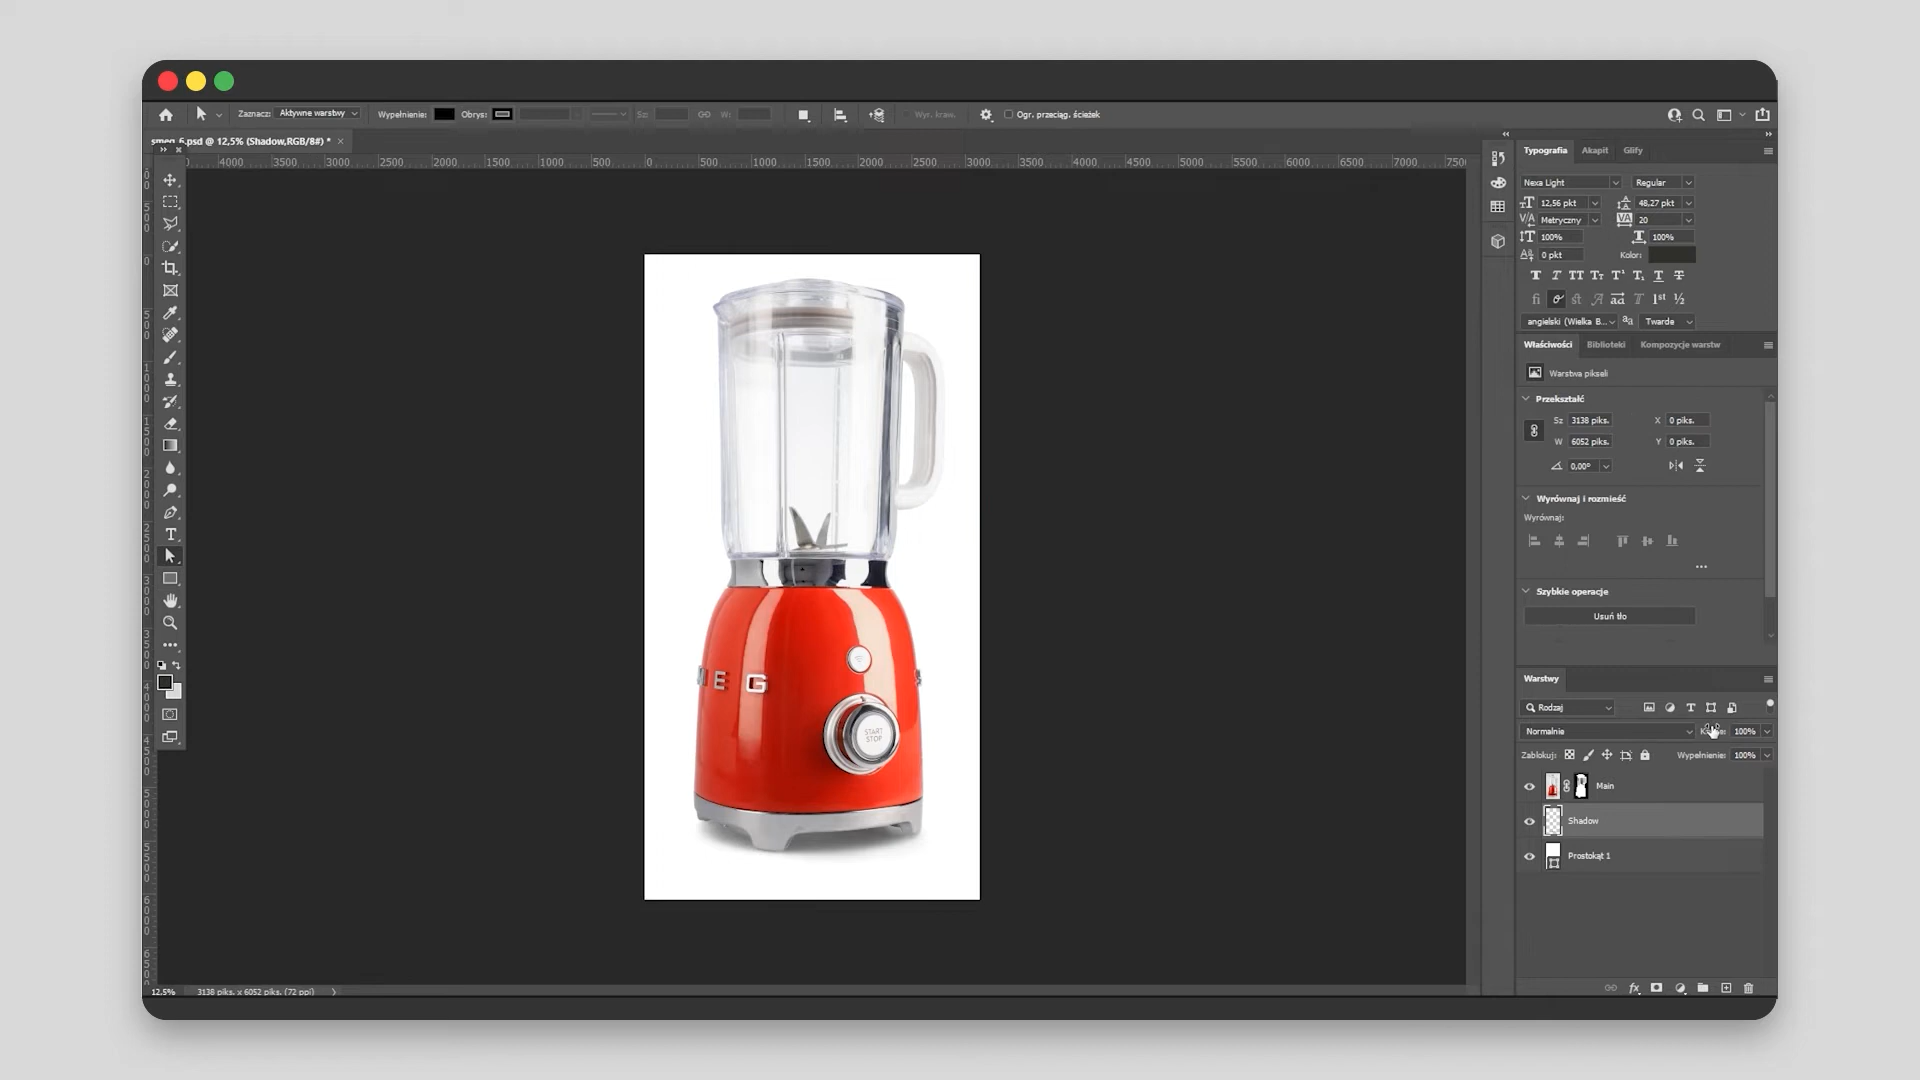 Zaznacz: Aktywne warstwy Wypełnienie: Obrys: Sz: W: Wyr. kraw. Ogr. przeciąg. ścieżek
smeg_6.psd @ 12,5% (Shadow,RGB/8#) * ×
4000 3500 3000 2500 2000 1500 1000 500 0 500 1000 1500 2000 2500 3000 3500 4000 4500 5000 5500 6000 6500 7000 7500
Typografia Akapit Glify
Nexa Light Regular
12,56 pkt 48,27 pkt
Metryczny 20
100% 100%
0 pkt Kolor:
angielski (Wielka B... Twarde
Właściwości Biblioteki Kompozycje warstw
Warstwa pikseli
Przekształć
Sz 3138 piks. X 0 piks.
W 6052 piks. Y 0 piks.
0,00°
Wyrównaj i rozmieść
Wyrównaj:
Szybkie operacje
Usuń tło
Warstwy
Rodzaj
Normalnie 100%
Zablokuj: Wypełnienie: 100%
Main
Shadow
Prostokąt 1
E G
START
STOP
12,5% 3138 piks. x 6052 piks. (72 ppi)